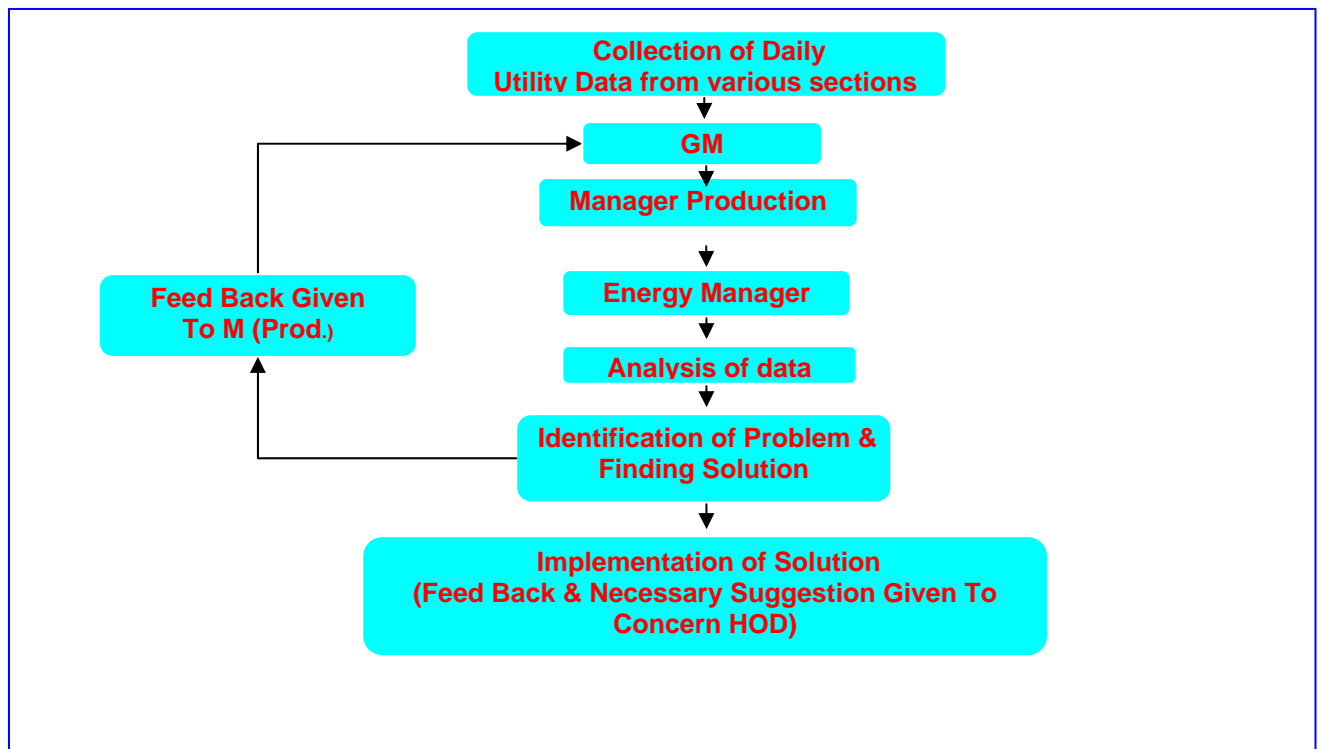 Collection of Daily
Utility Data from various sections
GM
Manager Production
Energy Manager
Feed Back Given
To M (Prod.)
Analysis of data
Identification of Problem &
Finding Solution
Implementation of Solution
(Feed Back & Necessary Suggestion Given To
Concern HOD)